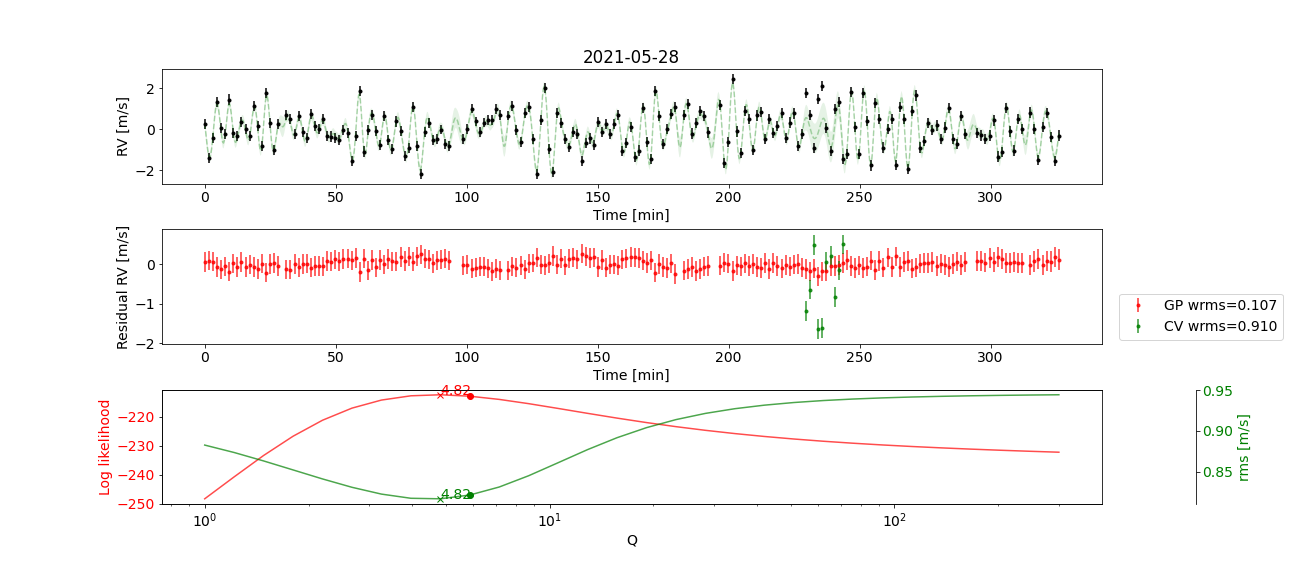 2021-05-28
RV [m/s]
2
0
−2
0 50 100 150 200 250 300
Time [min]
Residual RV [m/s]
0
−1
−2
0 50 100 150 200 250 300
Time [min]
GP wrms=0.107
CV wrms=0.910
Log likelihood
−220
−230
−240
−250
4.82
4.82
0.95
0.90
0.85
rms [m/s]
10⁰ 10¹ 10²
Q